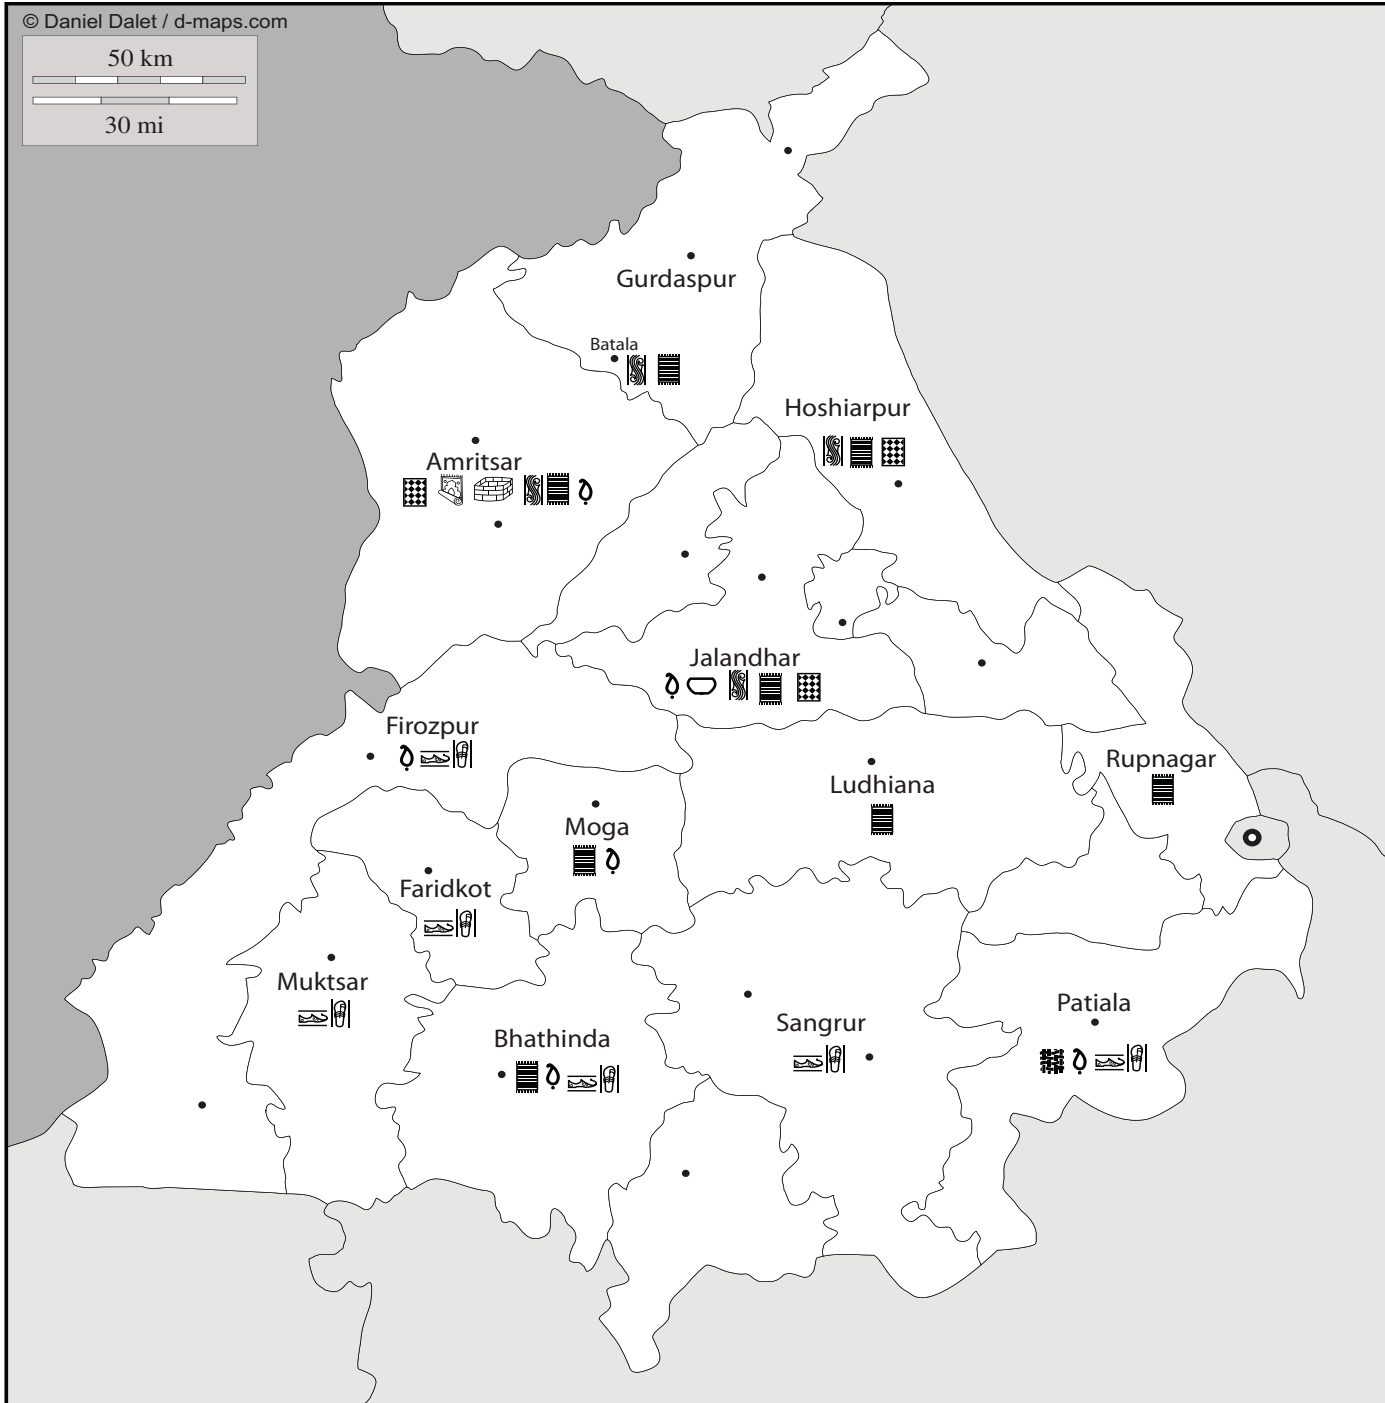 © Daniel Dalet / d-maps.com
50 km
30 mi
Gurdaspur
Batala
Hoshiarpur
Amritsar
Jalandhar
Firozpur
Rupnagar
Ludhiana
Moga
Faridkot
Muktsar
Patiala
Sangrur
Bhathinda